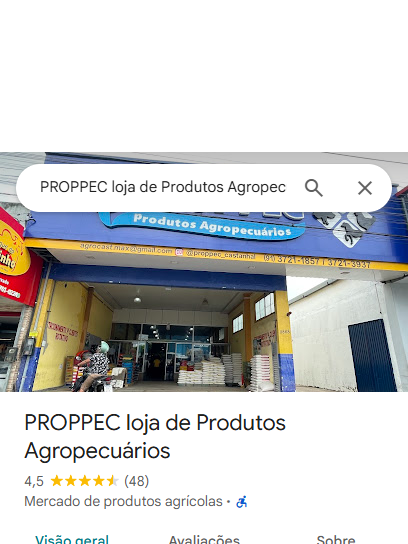 PROPPEC loja de Produtos Agropec
Produtos Agropecuários
agrocast.max@gmail.com @proppec_castanhal (91) 3721-1857 / 3721-3937
PROPPEC loja de Produtos
Agropecuários
4,5 (48)
Mercado de produtos agrícolas ·
Visão geral Avaliações Sobre